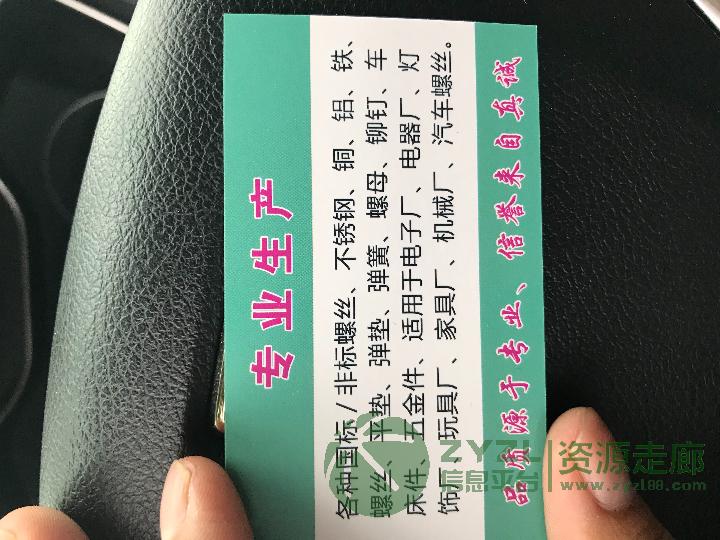 专业生产
各种国标/非标螺丝、不锈钢、铜、铝、铁、
螺丝、平垫、弹垫、弹簧、螺母、铆钉、车
床件、五金件、适用于电子厂、电器厂、灯
饰厂、玩具厂、家具厂、机械厂、汽车螺丝。
品质源于专业、信誉来自真诚
ZYZL
信息平台
资源走廊
www.zyzl88.com